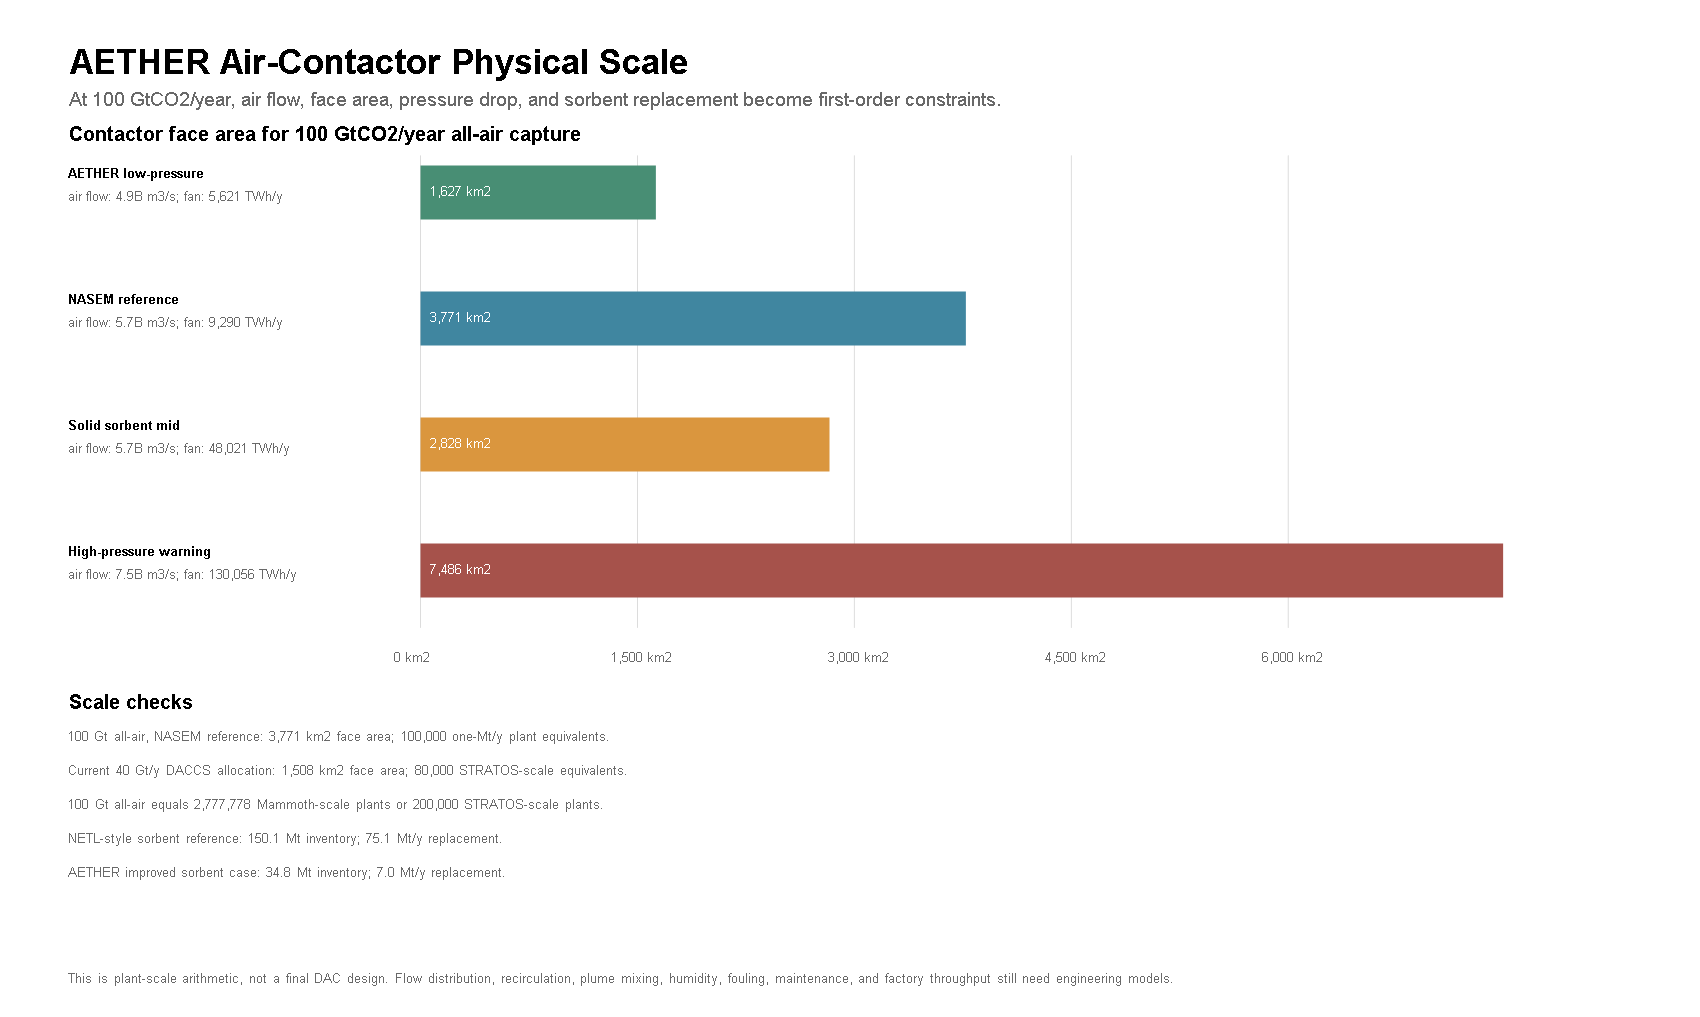 AETHER Air-Contactor Physical Scale
At 100 GtCO2/year, air flow, face area, pressure drop, and sorbent replacement become first-order constraints.
Contactor face area for 100 GtCO2/year all-air capture
AETHER low-pressure
air flow: 4.9B m3/s; fan: 5,621 TWh/y
1,627 km2
NASEM reference
air flow: 5.7B m3/s; fan: 9,290 TWh/y
3,771 km2
Solid sorbent mid
air flow: 5.7B m3/s; fan: 48,021 TWh/y
2,828 km2
High-pressure warning
air flow: 7.5B m3/s; fan: 130,056 TWh/y
7,486 km2
0 km2 1,500 km2 3,000 km2 4,500 km2 6,000 km2
Scale checks
100 Gt all-air, NASEM reference: 3,771 km2 face area; 100,000 one-Mt/y plant equivalents.
Current 40 Gt/y DACCS allocation: 1,508 km2 face area; 80,000 STRATOS-scale equivalents.
100 Gt all-air equals 2,777,778 Mammoth-scale plants or 200,000 STRATOS-scale plants.
NETL-style sorbent reference: 150.1 Mt inventory; 75.1 Mt/y replacement.
AETHER improved sorbent case: 34.8 Mt inventory; 7.0 Mt/y replacement.
This is plant-scale arithmetic, not a final DAC design. Flow distribution, recirculation, plume mixing, humidity, fouling, maintenance, and factory throughput still need engineering models.